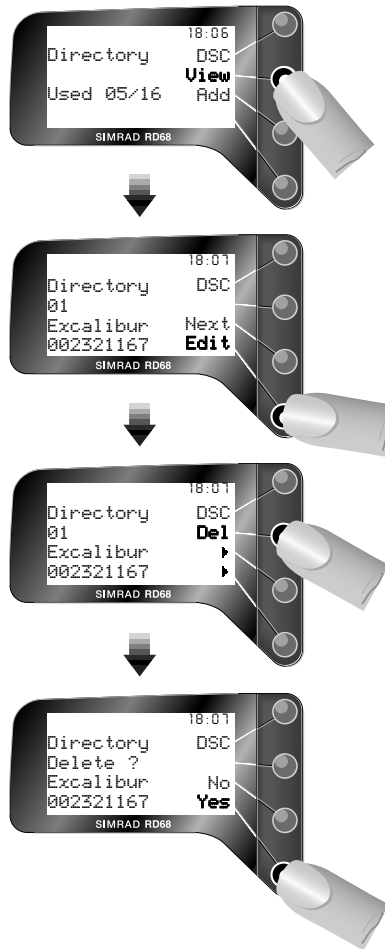 18:06
Directory DSC
View
Used 05/16 Add
SIMRAD RD68
18:07
Directory DSC
01
Excalibur Next
002321167 Edit
SIMRAD RD68
18:07
Directory DSC
01 Del
Excalibur
002321167
SIMRAD RD68
18:07
Directory DSC
Delete ?
Excalibur No
002321167 Yes
SIMRAD RD68